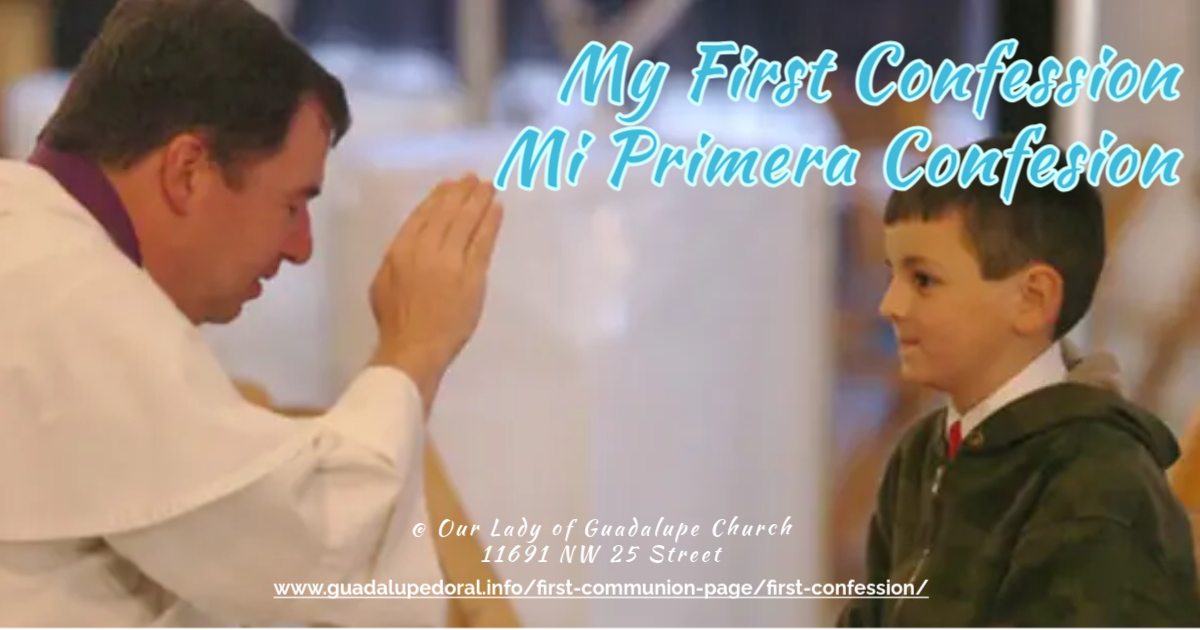 My First Confession
Mi Primera Confesion
@ Our Lady of Guadalupe Church
11691 NW 25 Street
www.guadalupedoral.info/first-communion-page/first-confession/